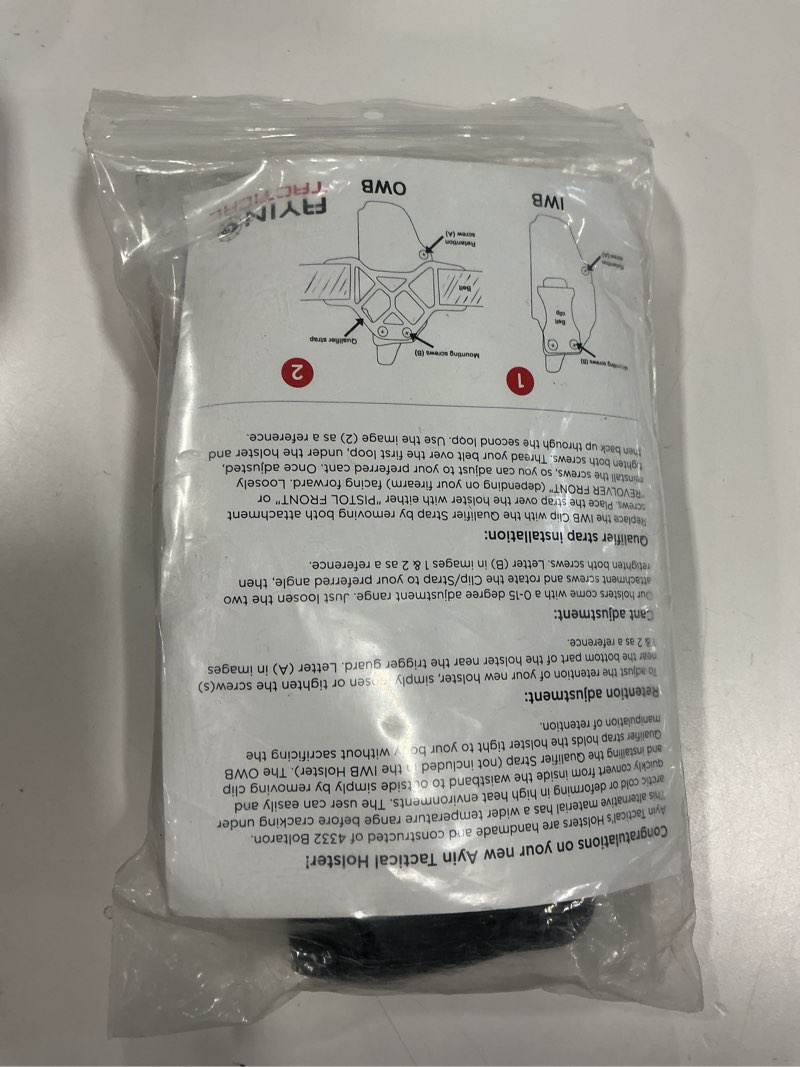 Congratulations on your new Ayin Tactical Holster!
Ayin Tactical's Holsters are handmade and constructed of 4332 Boltaron.
This alternative material has a wider temperature range before cracking under
arctic cold or deforming in high heat environments. The user can easily and
quickly convert from inside the waistband to outside simply by removing clip
and installing the Qualifier Strap (not included in the IWB Holster). The OWB
Qualifier strap holds the holster tight to your body without sacrificing the
manipulation of retention.
Retention adjustment:
To adjust the retention of your new holster, simply loosen or tighten the screw(s)
near the bottom part of the holster near the trigger guard. Letter (A) in images
1 & 2 as a reference.
Cant adjustment:
Our holsters come with a 0-15 degree adjustment range. Just loosen the two
attachment screws and rotate the Clip/Strap to your preferred angle, then
retighten both screws. Letter (B) in images 1 & 2 as a reference.
Qualifier strap installation:
Replace the IWB Clip with the Qualifier Strap by removing both attachment
screws. Place the strap over the holster with either "PISTOL FRONT" or
"REVOLVER FRONT" (depending on your firearm) facing forward. Loosely
reinstall the screws, so you can adjust to your preferred cant. Once adjusted,
tighten both screws. Thread your belt over the first loop, under the holster and
then back up through the second loop. Use the image (2) as a reference.
1
Mounting screws (B)
Belt
clip
Retention
screw (A)
IWB
2
Mounting screws (B)
Qualifier strap
Belt
Retention
screw (A)
OWB
AYIN
TACTICAL